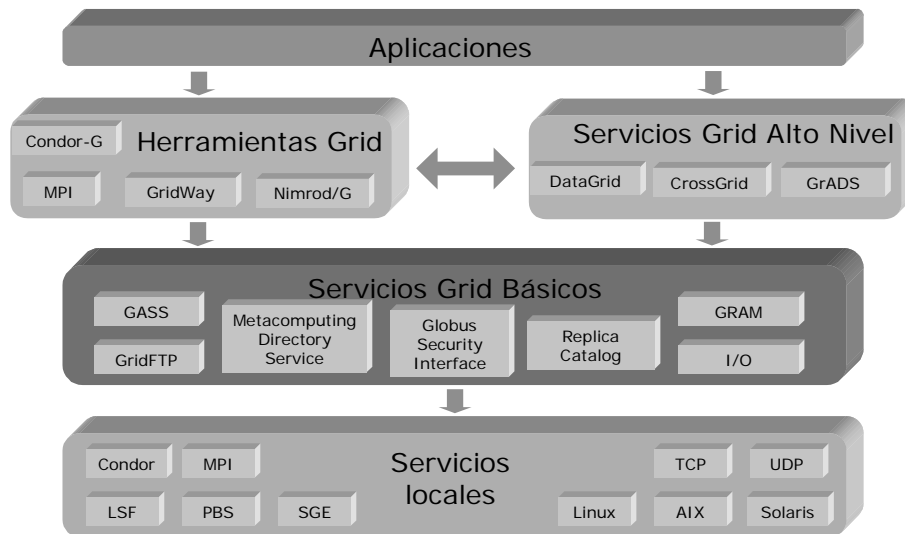 Aplicaciones
Herramientas Grid
Condor-G
MPI
GridWay
Nimrod/G
Servicios Grid Alto Nivel
DataGrid
CrossGrid
GrADS
Servicios Grid Básicos
GASS
GridFTP
Metacomputing
Directory
Service
Globus
Security
Interface
Replica
Catalog
GRAM
I/O
Servicios
locales
Condor
MPI
LSF
PBS
SGE
TCP
UDP
Linux
AIX
Solaris